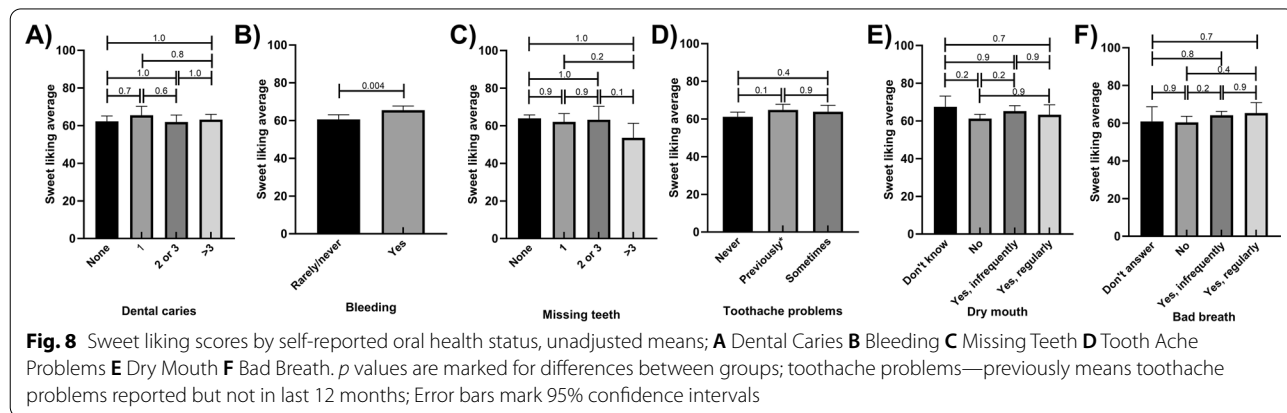 A)
B)
C)
D)
E)
F)
1.0
0.8
1.0
1.0
0.7
0.6
Sweet liking average
100
80
60
40
20
0
None
1
2 or 3
>3
Dental caries
0.004
Sweet liking average
100
80
60
40
20
0
Rarely/never
Yes
Bleeding
1.0
0.2
1.0
0.9
0.9
0.1
Sweet liking average
100
80
60
40
20
0
None
1
2 or 3
>3
Missing teeth
0.4
0.1
0.9
Sweet liking average
100
80
60
40
20
0
Never
Previously*
Sometimes
Toothache problems
0.7
0.9
0.9
0.2
0.2
0.9
Sweet liking average
100
80
60
40
20
0
Don't know
No
Yes, infrequently
Yes, regularly
Dry mouth
0.7
0.8
0.4
0.9
0.2
0.9
Sweet liking average
100
80
60
40
20
0
Don't answer
No
Yes, infrequently
Yes, regularly
Bad breath
Fig. 8 Sweet liking scores by self-reported oral health status, unadjusted means; A Dental Caries B Bleeding C Missing Teeth D Tooth Ache
Problems E Dry Mouth F Bad Breath. p values are marked for differences between groups; toothache problems—previously means toothache
problems reported but not in last 12 months; Error bars mark 95% confidence intervals